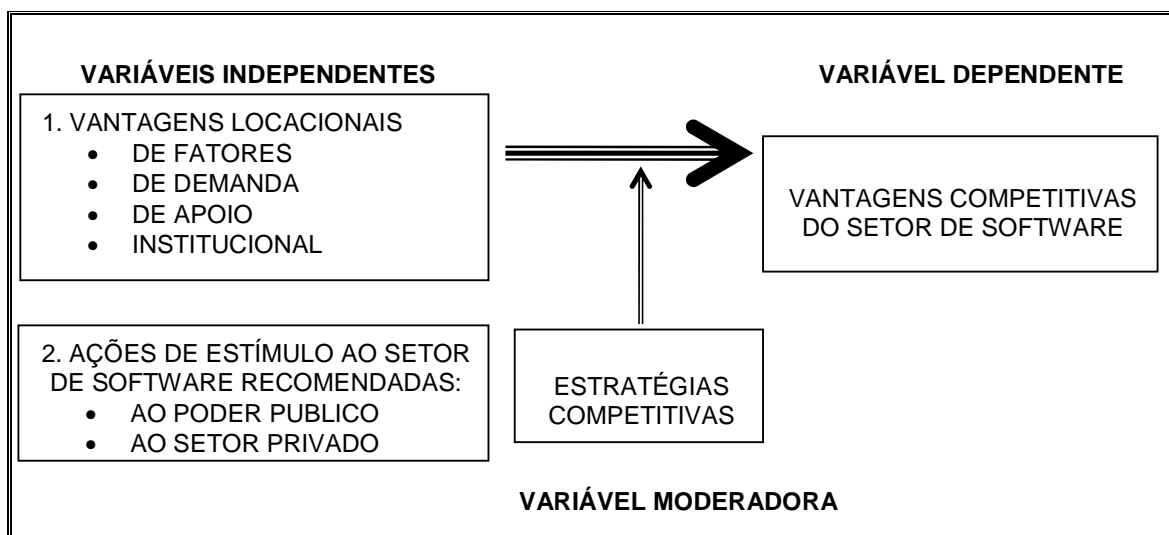 VARIÁVEIS INDEPENDENTES
1. VANTAGENS LOCACIONAIS
• DE FATORES
• DE DEMANDA
• DE APOIO
• INSTITUCIONAL
2. AÇÕES DE ESTÍMULO AO SETOR
DE SOFTWARE RECOMENDADAS:
• AO PODER PUBLICO
• AO SETOR PRIVADO
ESTRATÉGIAS
COMPETITIVAS
VARIÁVEL MODERADORA
VARIÁVEL DEPENDENTE
VANTAGENS COMPETITIVAS
DO SETOR DE SOFTWARE